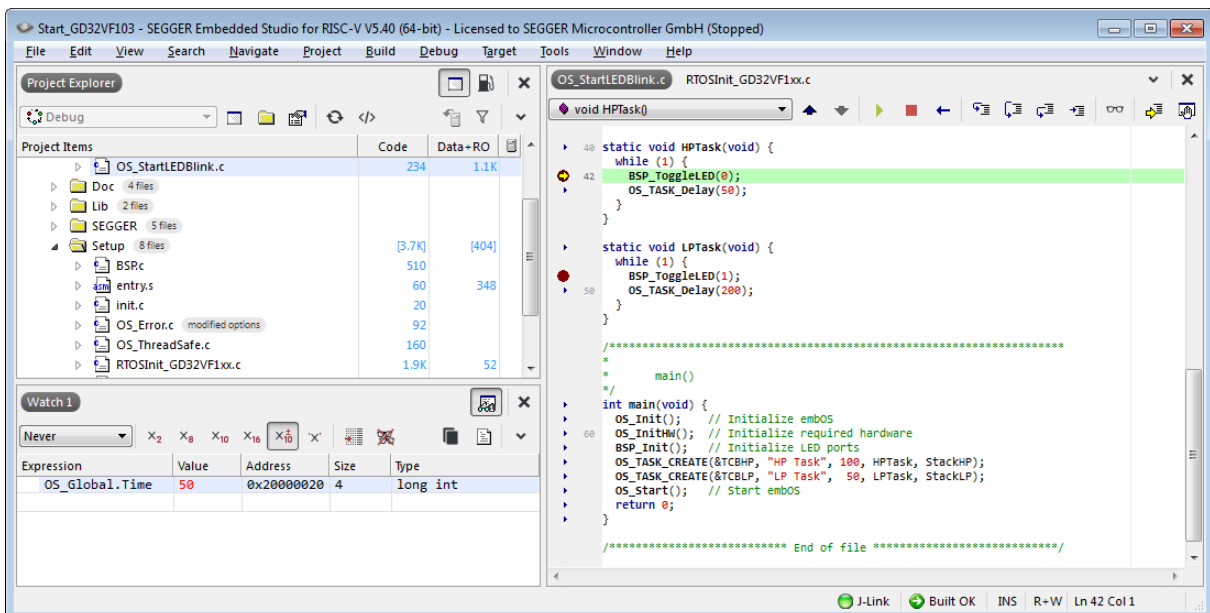 Start_GD32VF103 - SEGGER Embedded Studio for RISC-V V5.40 (64-bit) - Licensed to SEGGER Microcontroller GmbH (Stopped)
File Edit View Search Navigate Project Build Debug Target Tools Window Help
Project Explorer
Debug
Project Items Code Data+RO
OS_StartLEDBlink.c 234 1.1K
Doc 4 files
Lib 2 files
SEGGER 5 files
Setup 8 files [3.7K] [404]
BSP.c 510
asm entry.s 60 348
init.c 20
OS_Error.c modified options 92
OS_ThreadSafe.c 160
RTOSInit_GD32VF1xx.c 1.9K 52
Watch 1
Never X2 X8 X10 X16 X±10 'X'
Expression Value Address Size Type
OS_Global.Time 50 0x20000020 4 long int
OS_StartLEDBlink.c RTOSInit_GD32VF1xx.c
void HPTask()
40 static void HPTask(void) {
while (1) {
42 BSP_ToggleLED(0);
OS_TASK_Delay(50);
}
}
static void LPTask(void) {
while (1) {
BSP_ToggleLED(1);
50 OS_TASK_Delay(200);
}
}
/*********************************************************************
*
* main()
*/
int main(void) {
OS_Init(); // Initialize embOS
60 OS_InitHW(); // Initialize required hardware
BSP_Init(); // Initialize LED ports
OS_TASK_CREATE(&TCBHP, "HP Task", 100, HPTask, StackHP);
OS_TASK_CREATE(&TCBLP, "LP Task", 50, LPTask, StackLP);
OS_Start(); // Start embOS
return 0;
}
/*************************** End of file ****************************/
J-Link Built OK INS R+W Ln 42 Col 1